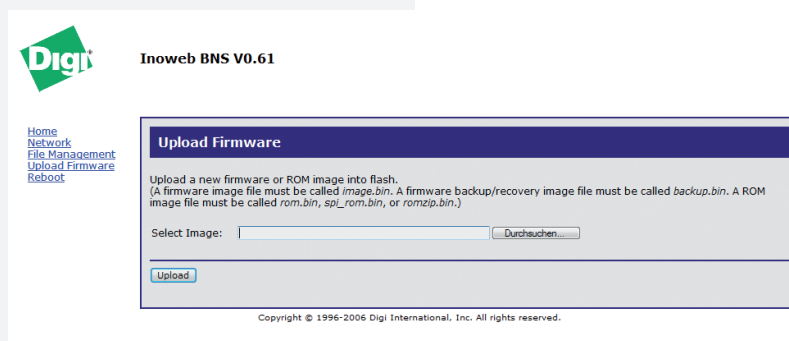 Digi®
Inoweb BNS V0.61
Home
Network
File Management
Upload Firmware
Reboot
Upload Firmware
Upload a new firmware or ROM image into flash.
(A firmware image file must be called image.bin. A firmware backup/recovery image file must be called backup.bin. A ROM
image file must be called rom.bin, spi_rom.bin, or romzip.bin.)
Select Image:
Durchsuchen...
Upload
Copyright © 1996-2006 Digi International, Inc. All rights reserved.